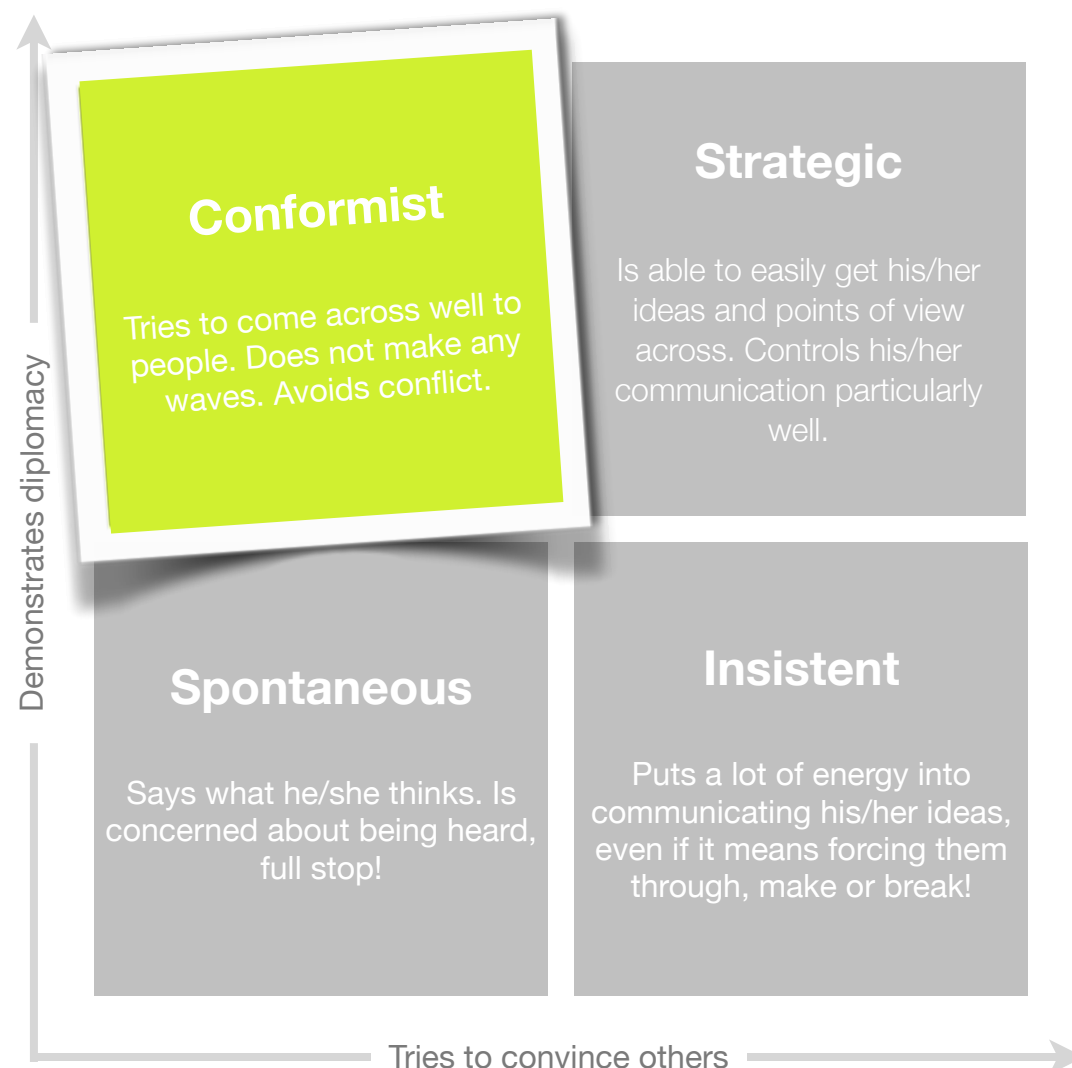 Demonstrates diplomacy
Conformist
Tries to come across well to
people. Does not make any
waves. Avoids conflict.
Strategic
Is able to easily get his/her
ideas and points of view
across. Controls his/her
communication particularly
well.
Spontaneous
Says what he/she thinks. Is
concerned about being heard,
full stop!
Insistent
Puts a lot of energy into
communicating his/her ideas,
even if it means forcing them
through, make or break!
Tries to convince others